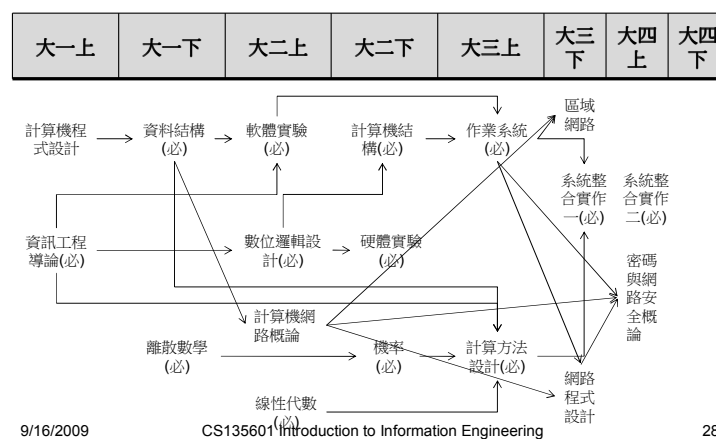 大一上 大一下 大二上 大二下 大三上 大三下 大四上 大四下
計算機程式設計
資料結構(必)
軟體實驗(必)
計算機結構(必)
作業系統(必)
區域網路
系統整合實作一(必)
系統整合實作二(必)
資訊工程導論(必)
數位邏輯設計(必)
硬體實驗(必)
密碼與網路安全概論
計算機網路概論
離散數學(必)
機率(必)
計算方法設計(必)
網路程式設計
線性代數(必)
9/16/2009 CS135601 Introduction to Information Engineering 28